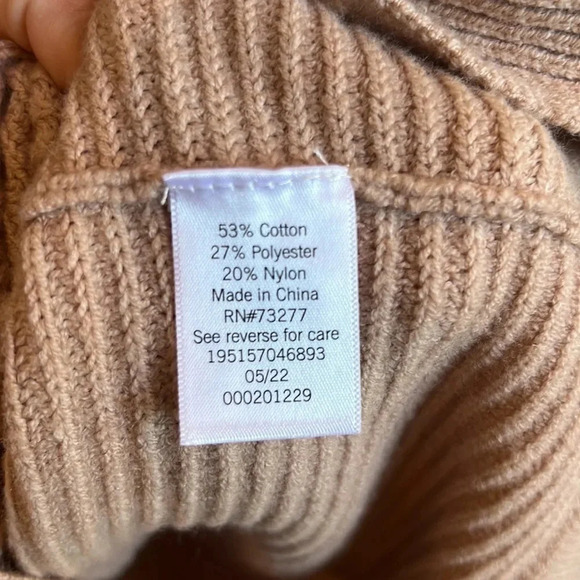 53% Cotton
27% Polyester
20% Nylon
Made in China
RN#73277
See reverse for care
195157046893
05/22
000201229